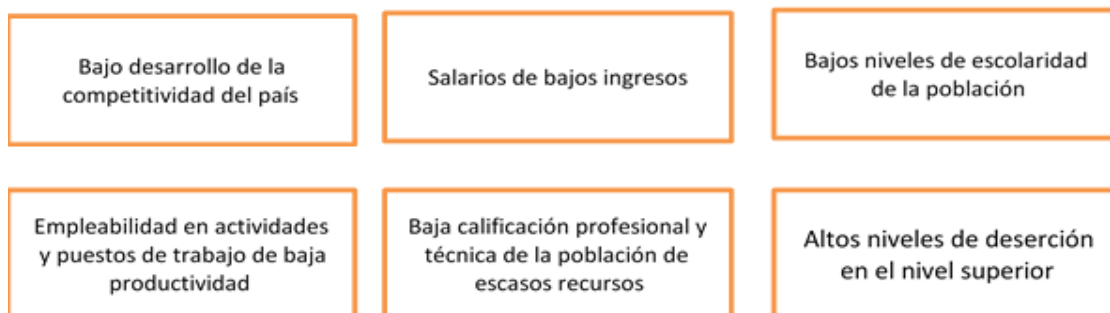 Bajo desarrollo de la
competitividad del país
Salarios de bajos ingresos
Bajos niveles de escolaridad
de la población
Empleabilidad en actividades
y puestos de trabajo de baja
productividad
Baja calificación profesional y
técnica de la población de
escasos recursos
Altos niveles de deserción
en el nivel superior